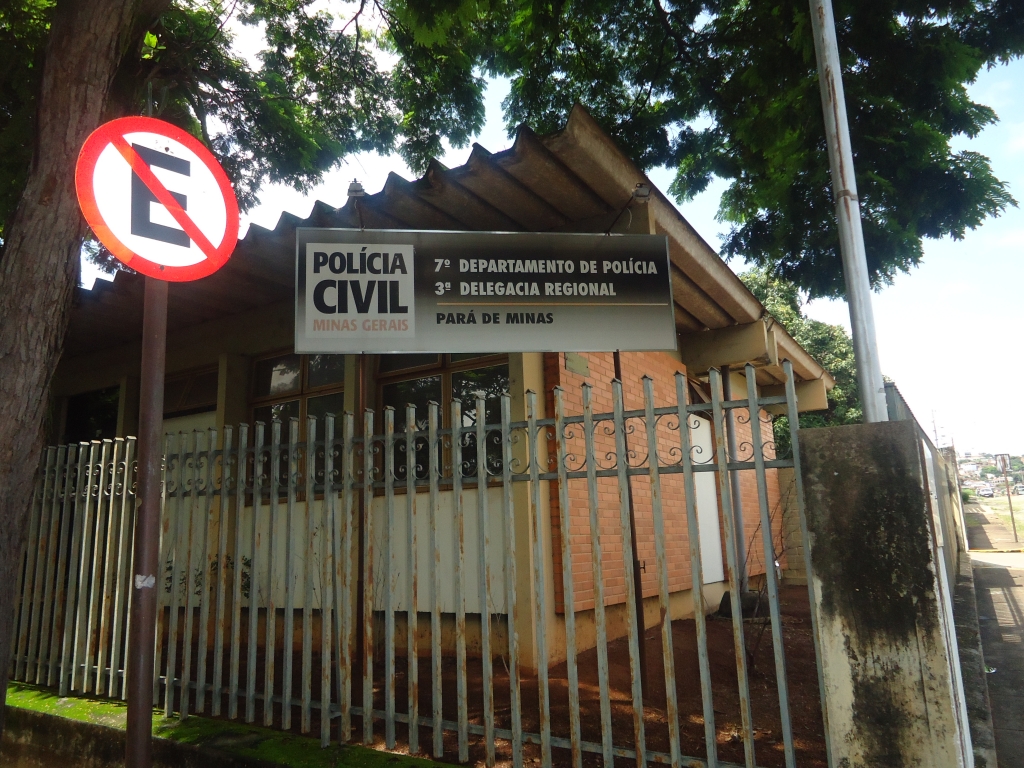 E
POLÍCIA
CIVIL
MINAS GERAIS
7º DEPARTAMENTO DE POLÍCIA
3ª DELEGACIA REGIONAL
PARÁ DE MINAS